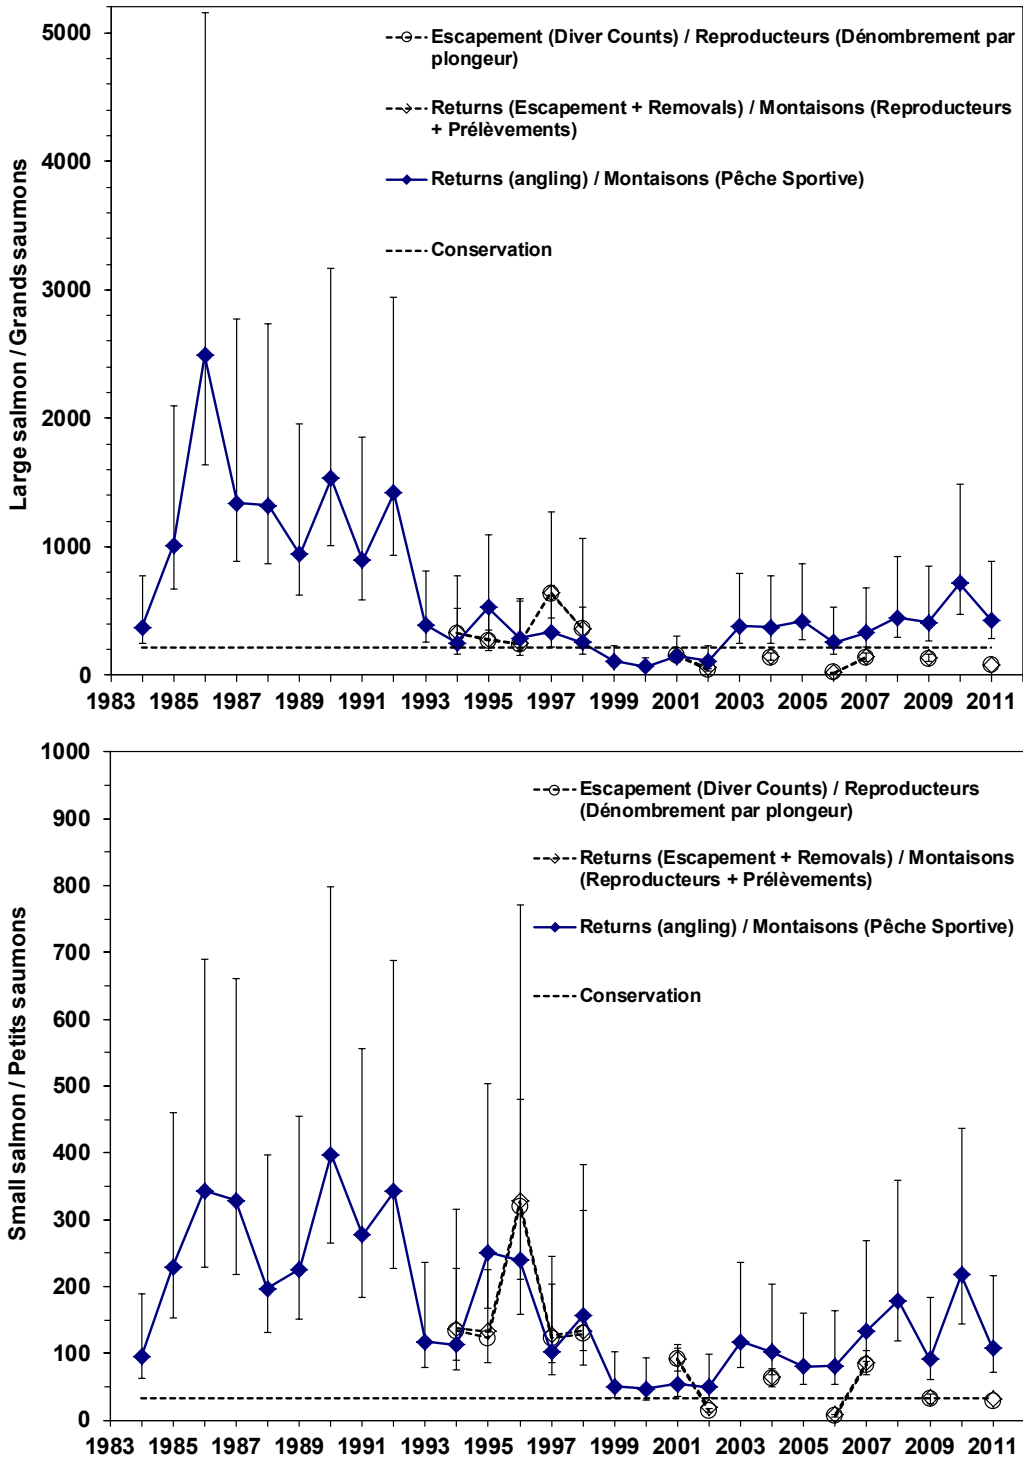 5000
4000
3000
2000
1000
0
Large salmon / Grands saumons
Escapement (Diver Counts) / Reproducteurs (Dénombrement par
plongeur)
Returns (Escapement + Removals) / Montaisons (Reproducteurs
+ Prélèvements)
Returns (angling) / Montaisons (Pêche Sportive)
Conservation
1983 1985 1987 1989 1991 1993 1995 1997 1999 2001 2003 2005 2007 2009 2011
1000
900
800
700
600
500
400
300
200
100
0
Small salmon / Petits saumons
Escapement (Diver Counts) / Reproducteurs
(Dénombrement par plongeur)
Returns (Escapement + Removals) / Montaisons
(Reproducteurs + Prélèvements)
Returns (angling) / Montaisons (Pêche Sportive)
Conservation
1983 1985 1987 1989 1991 1993 1995 1997 1999 2001 2003 2005 2007 2009 2011